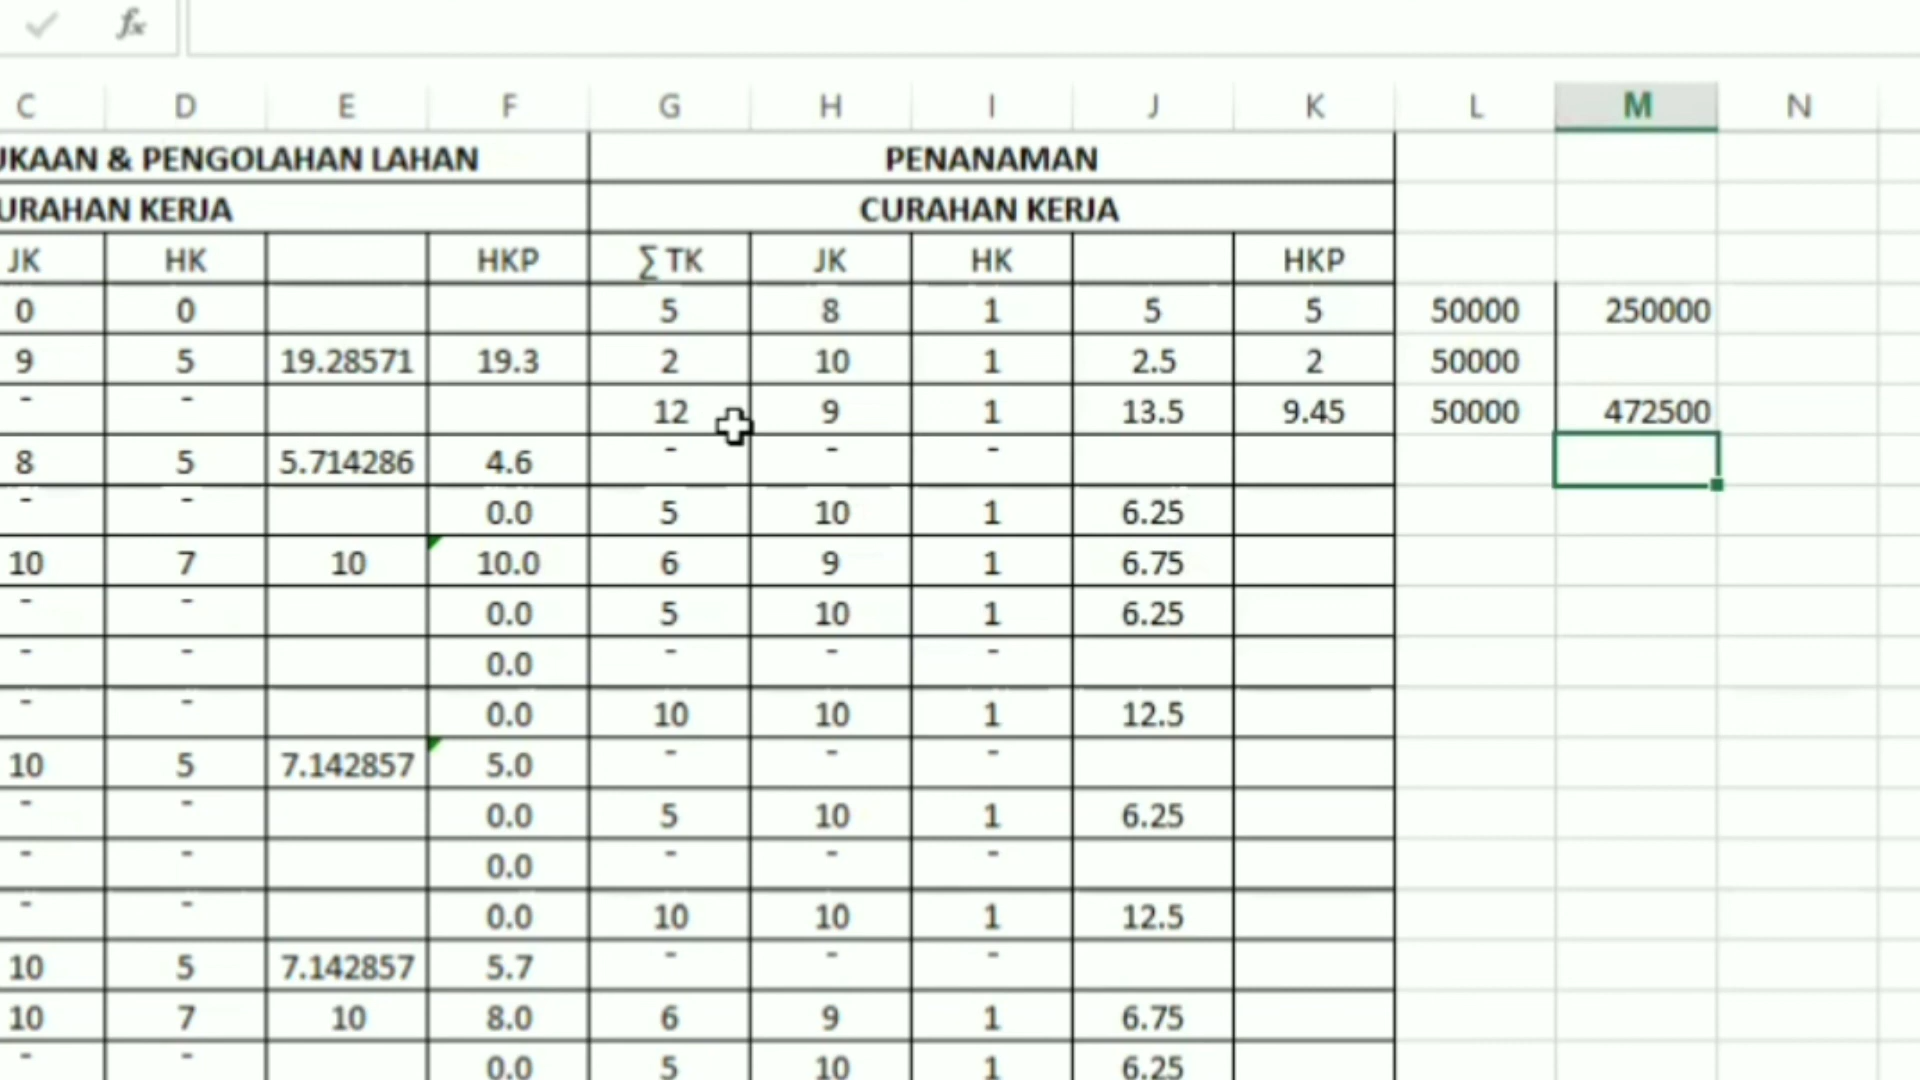 fx
C D E F G H I J K L M N
UKAAN & PENGOLAHAN LAHAN PENANAMAN
URAHAN KERJA CURAHAN KERJA
JK HK HKP ∑ TK JK HK HKP
0 0 5 8 1 5 5 50000 250000
9 5 19.28571 19.3 2 10 1 2.5 2 50000
- - 12 9 1 13.5 9.45 50000 472500
8 5 5.714286 4.6 - - -
- - 0.0 5 10 1 6.25
10 7 10 10.0 6 9 1 6.75
- - 0.0 5 10 1 6.25
- - 0.0 - - -
- - 0.0 10 10 1 12.5
10 5 7.142857 5.0 - - -
- - 0.0 5 10 1 6.25
- - 0.0 - - -
- - 0.0 10 10 1 12.5
10 5 7.142857 5.7 - - -
10 7 10 8.0 6 9 1 6.75
- - 0.0 5 10 1 6.25